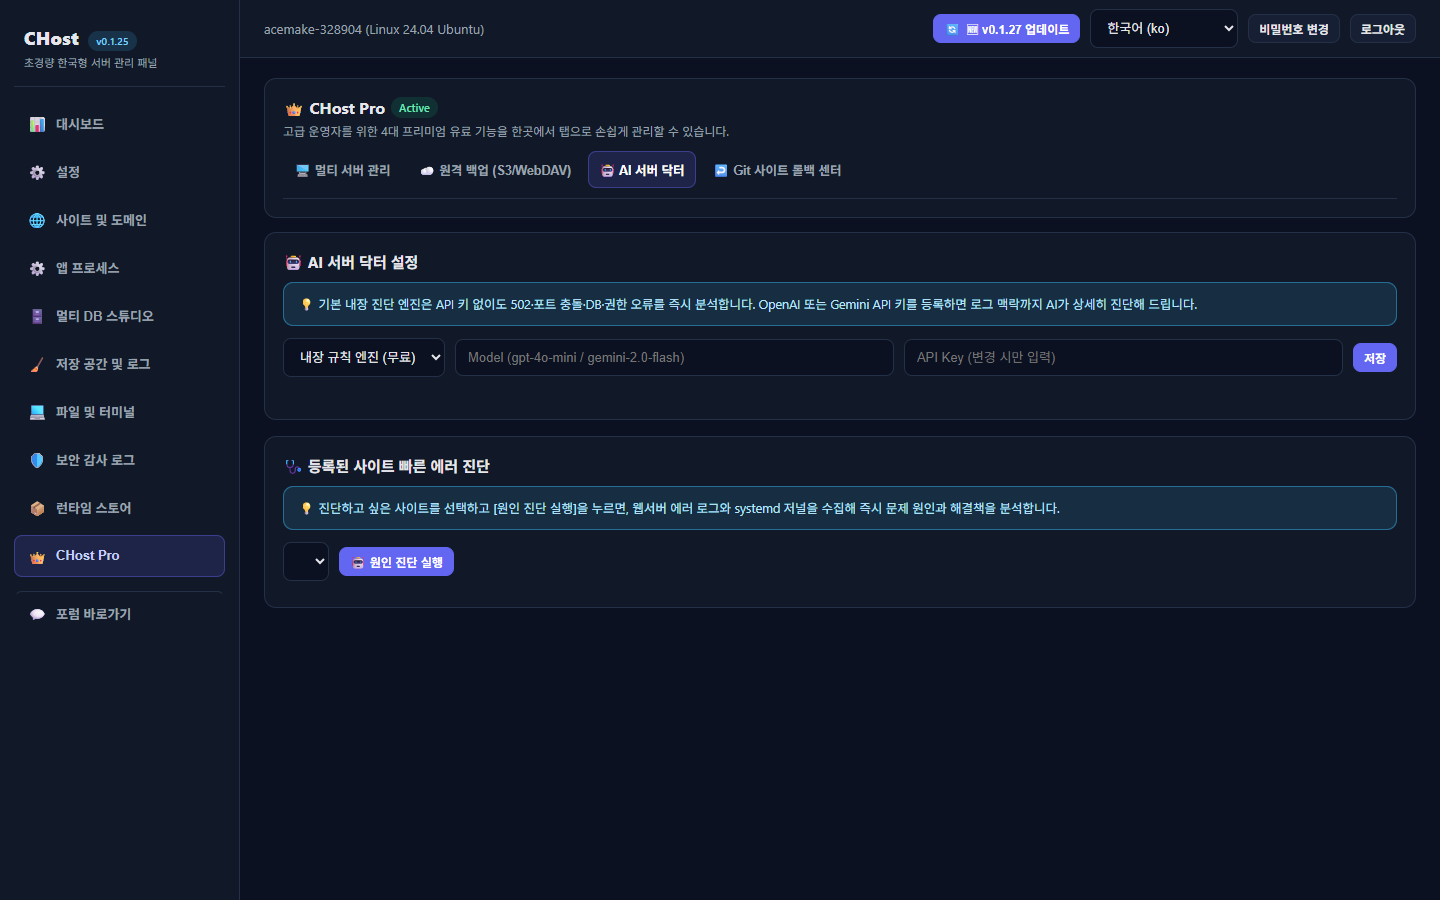 CHost v0.1.25
초경량 한국형 서버 관리 패널
대시보드
설정
사이트 및 도메인
앱 프로세스
멀티 DB 스튜디오
저장 공간 및 로그
파일 및 터미널
보안 감사 로그
런타임 스토어
CHost Pro
포럼 바로가기
acemake-328904 (Linux 24.04 Ubuntu)
🆕 v0.1.27 업데이트
한국어 (ko)
비밀번호 변경
로그아웃
CHost Pro Active
고급 운영자를 위한 4대 프리미엄 유료 기능을 한곳에서 탭으로 손쉽게 관리할 수 있습니다.
멀티 서버 관리
원격 백업 (S3/WebDAV)
AI 서버 닥터
Git 사이트 롤백 센터
AI 서버 닥터 설정
기본 내장 진단 엔진은 API 키 없이도 502·포트 충돌·DB·권한 오류를 즉시 분석합니다. OpenAI 또는 Gemini API 키를 등록하면 로그 맥락까지 AI가 상세히 진단해 드립니다.
내장 규칙 엔진 (무료)
Model (gpt-4o-mini / gemini-2.0-flash)
API Key (변경 시만 입력)
저장
등록된 사이트 빠른 에러 진단
진단하고 싶은 사이트를 선택하고 [원인 진단 실행]을 누르면, 웹서버 에러 로그와 systemd 저널을 수집해 즉시 문제 원인과 해결책을 분석합니다.
원인 진단 실행